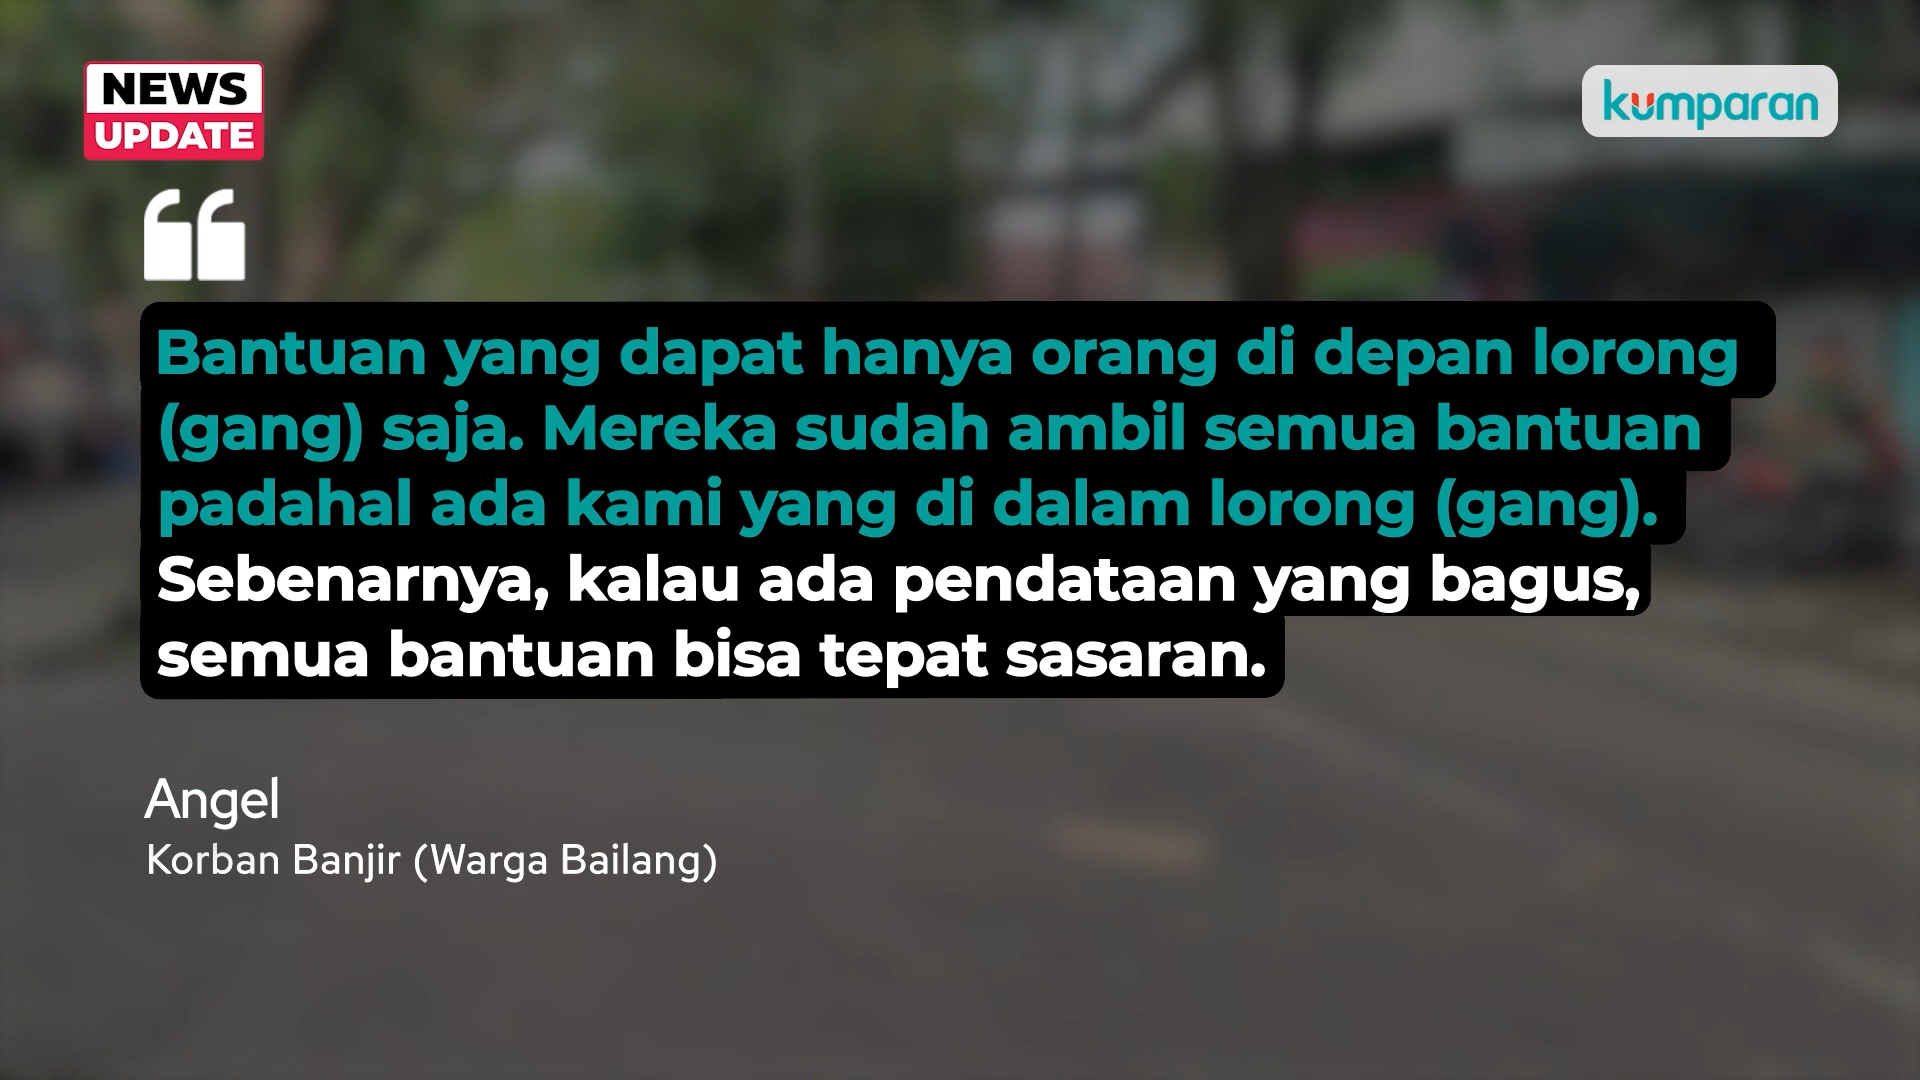 NEWS
UPDATE
kumparan
“
Bantuan yang dapat hanya orang di depan lorong
(gang) saja. Mereka sudah ambil semua bantuan
padahal ada kami yang di dalam lorong (gang).
Sebenarnya, kalau ada pendataan yang bagus,
semua bantuan bisa tepat sasaran.
Angel
Korban Banjir (Warga Bailang)